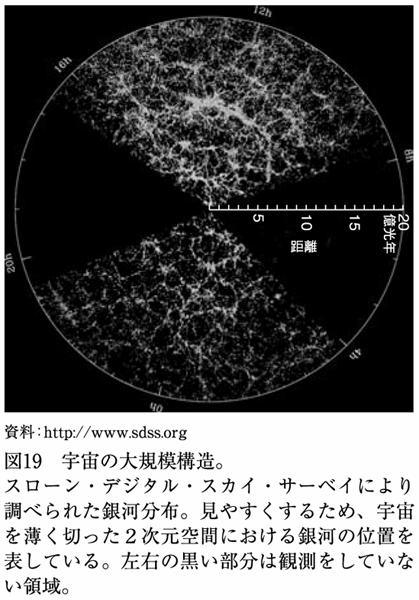 12h
16h
8h
5
10
15
20
億光年
距離
20h
4h
0h
資料：http://www.sdss.org
図19　宇宙の大規模構造。
スローン・デジタル・スカイ・サーベイにより
調べられた銀河分布。見やすくするため、宇宙
を薄く切った２次元空間における銀河の位置を
表している。左右の黒い部分は観測をしていな
い領域。